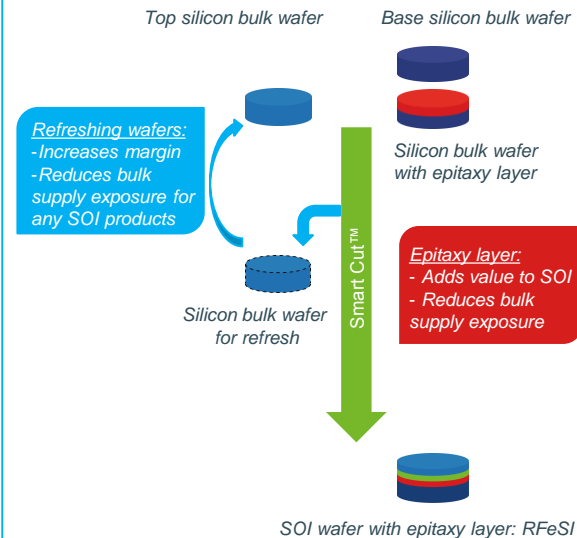 Top silicon bulk wafer
Base silicon bulk wafer
Refreshing wafers:
-Increases margin
-Reduces bulk
supply exposure for
any SOI products
Silicon bulk wafer
with epitaxy layer
Smart Cut™
Epitaxy layer:
- Adds value to SOI
- Reduces bulk
supply exposure
Silicon bulk wafer
for refresh
SOI wafer with epitaxy layer: RFeSI